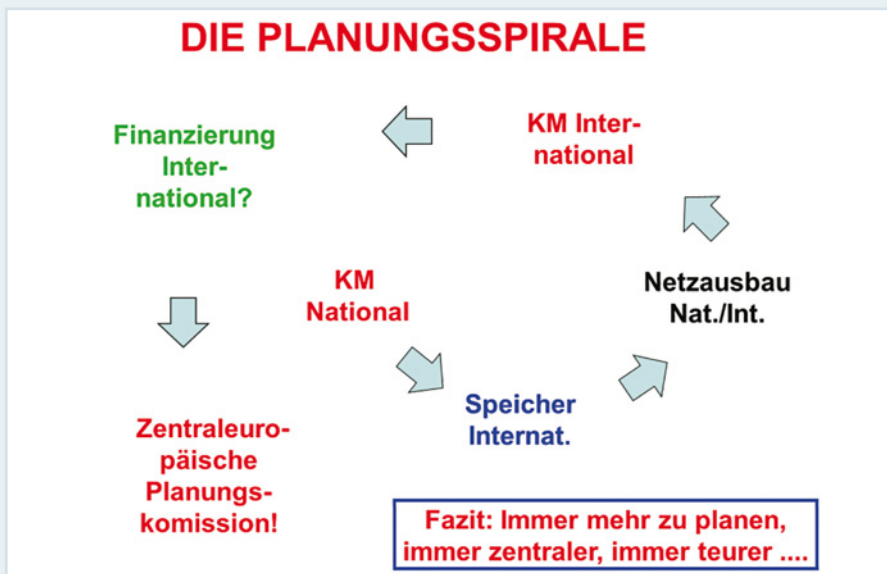 DIE PLANUNGSSPIRALE
Finanzierung
Inter-
national?
KM Inter-
national
KM
National
Netzausbau
Nat./Int.
Speicher
Internat.
Zentraleuro-
päische
Planungs-
komission!
Fazit: Immer mehr zu planen,
immer zentraler, immer teurer ....